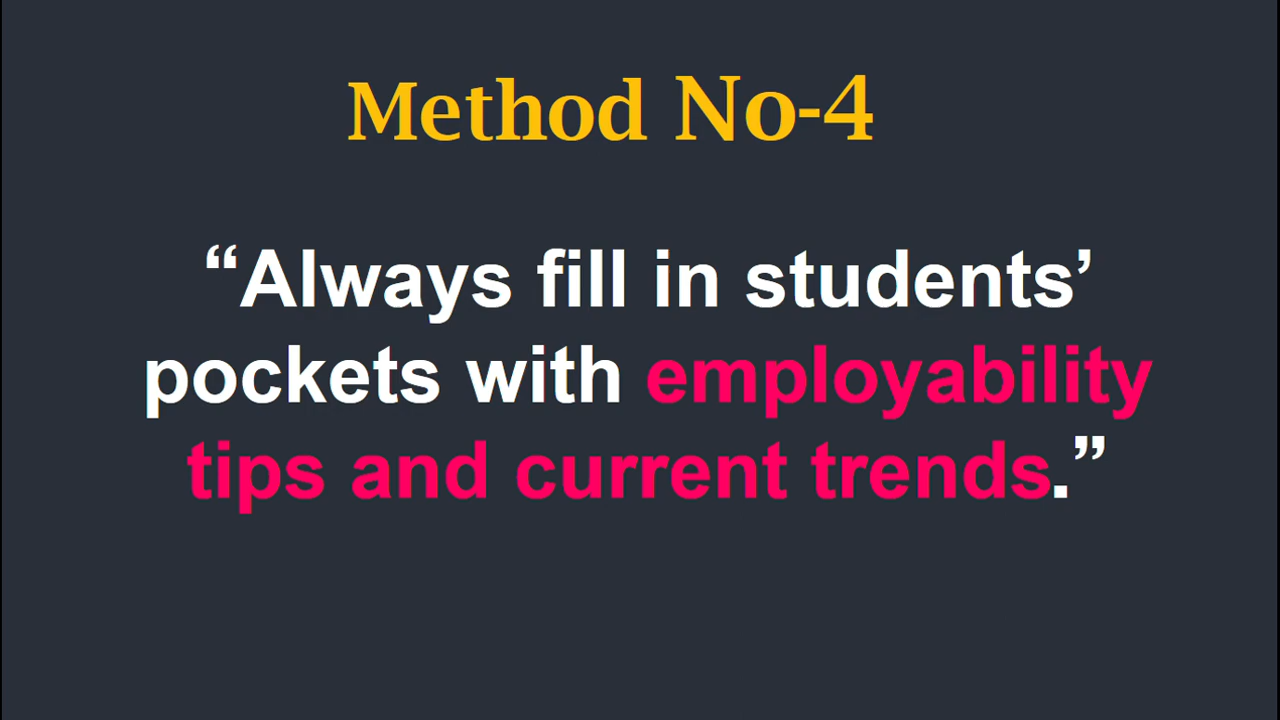 Method No-4
“Always fill in students’
pockets with employability
tips and current trends.”